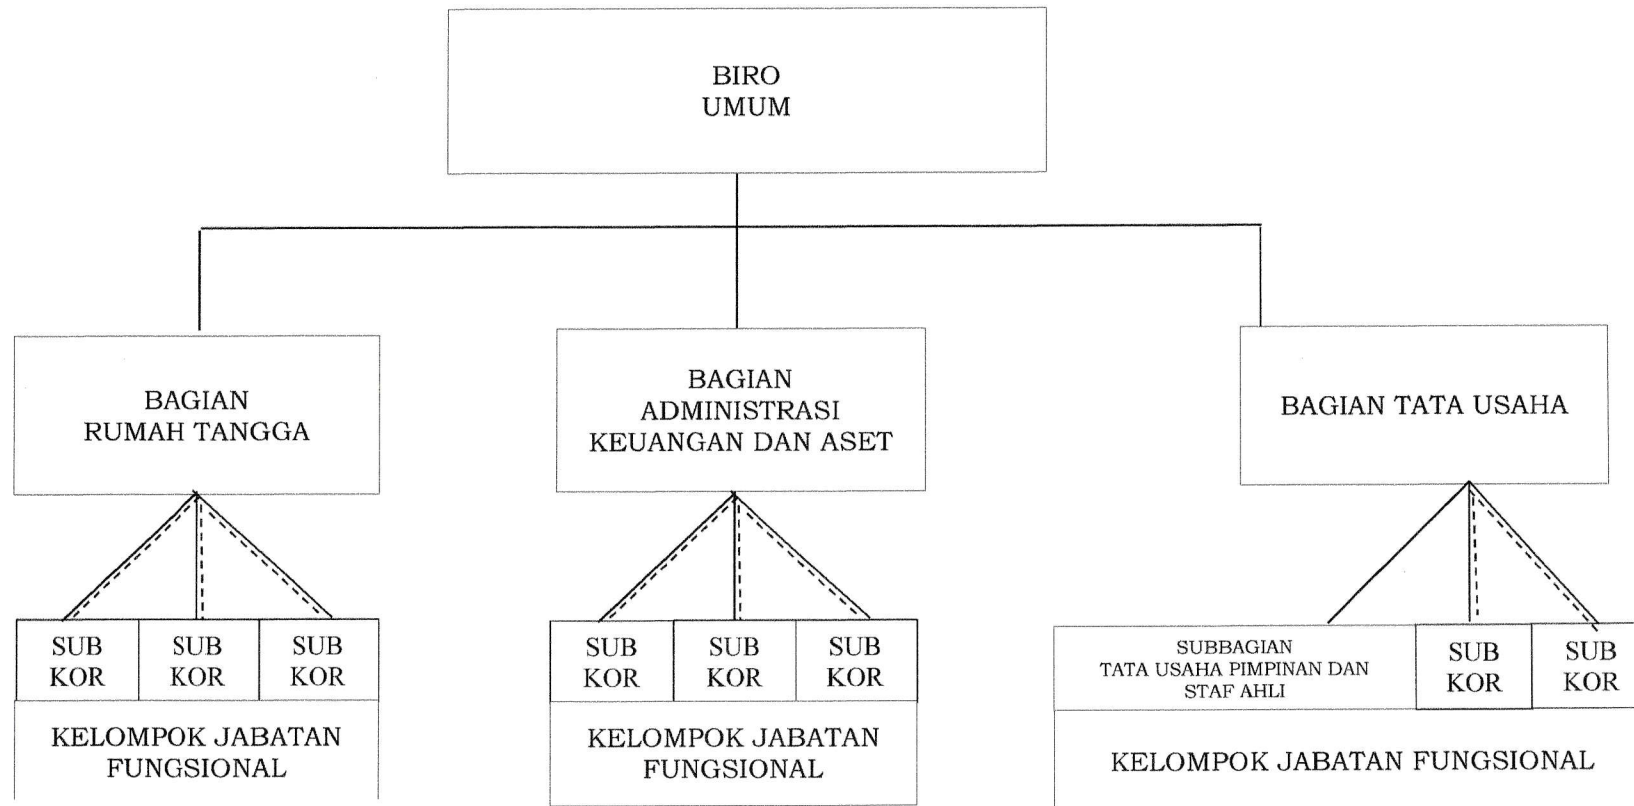 BIRO
UMUM
BAGIAN
RUMAH TANGGA
BAGIAN
ADMINISTRASI
KEUANGAN DAN ASET
BAGIAN TATA USAHA
SUB
KOR
SUB
KOR
SUB
KOR
KELOMPOK JABATAN
FUNGSIONAL
SUB
KOR
SUB
KOR
SUB
KOR
KELOMPOK JABATAN
FUNGSIONAL
SUBBAGIAN
TATA USAHA PIMPINAN DAN
STAF AHLI
SUB
KOR
SUB
KOR
KELOMPOK JABATAN FUNGSIONAL